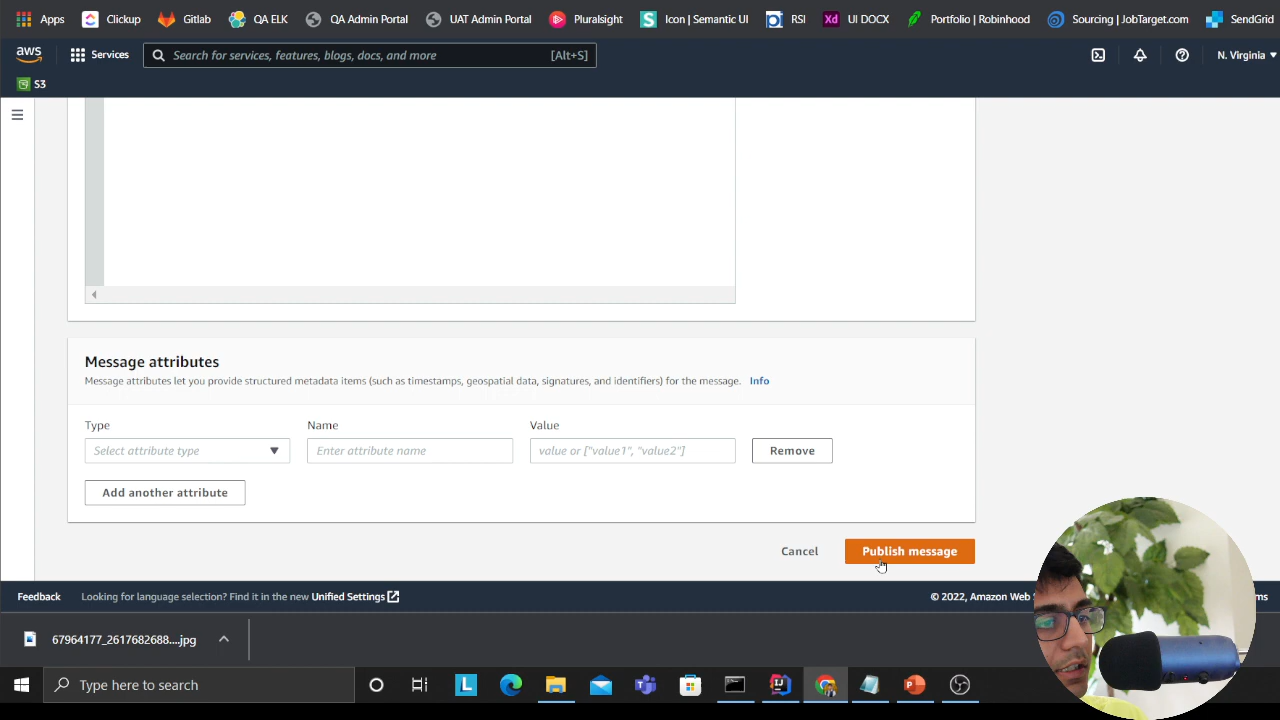 Apps Clickup Gitlab QA ELK QA Admin Portal UT Admin Portal Pluralsight Icon | Semantic UI RSI UI DOCX Portfolio | Robinhood Sourcing | JobTarget.com SendGrid
aws Services Search for services, features, blogs, docs, and more [Alt+S] N. Virginia
S3
Message attributes
Message attributes let you provide structured metadata items (such as timestamps, geospatial data, signatures, and identifiers) for the message. Info
Type Name Value
Select attribute type Enter attribute name value or ["value1", "value2"] Remove
Add another attribute
Cancel Publish message
Feedback Looking for language selection? Find it in the new Unified Settings © 2022, Amazon Web
67964177_2617682688....jpg
Type here to search